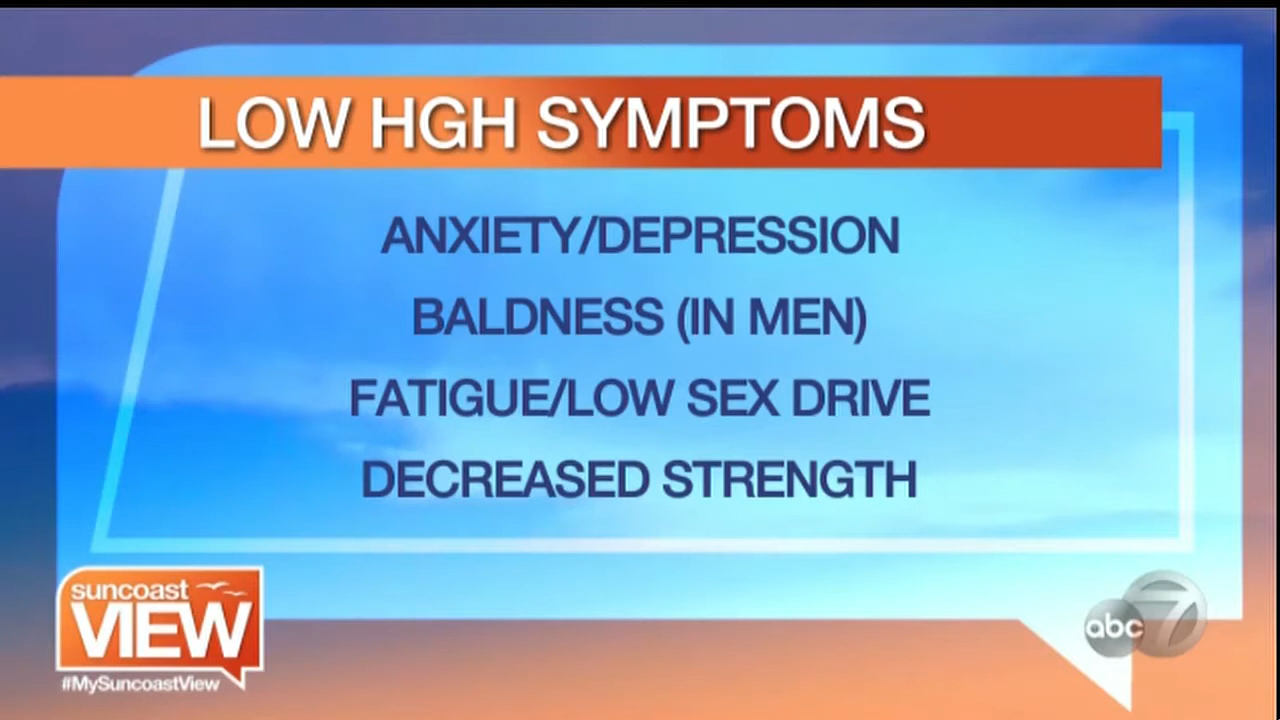 LOW HGH SYMPTOMS
ANXIETY/DEPRESSION
BALDNESS (IN MEN)
FATIGUE/LOW SEX DRIVE
DECREASED STRENGTH
suncoast
VIEW
#MySuncoastView
abc 7